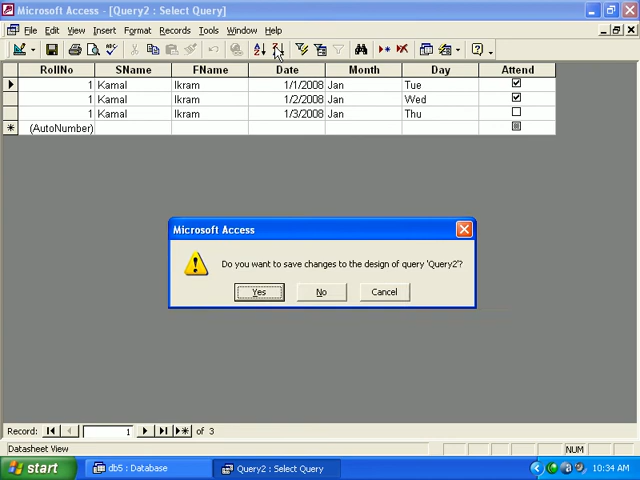 Microsoft Access - [Query2 : Select Query]
File Edit View Insert Format Records Tools Window Help
RollNo SName FName Date Month Day Attend
1 Kamal Ikram 1/1/2008 Jan Tue
1 Kamal Ikram 1/2/2008 Jan Wed
1 Kamal Ikram 1/3/2008 Jan Thu
(AutoNumber)
Microsoft Access
Do you want to save changes to the design of query 'Query2'?
Yes No Cancel
Record: 1 of 3
Datasheet View NUM
start db5 : Database Query2 : Select Query 10:34 AM